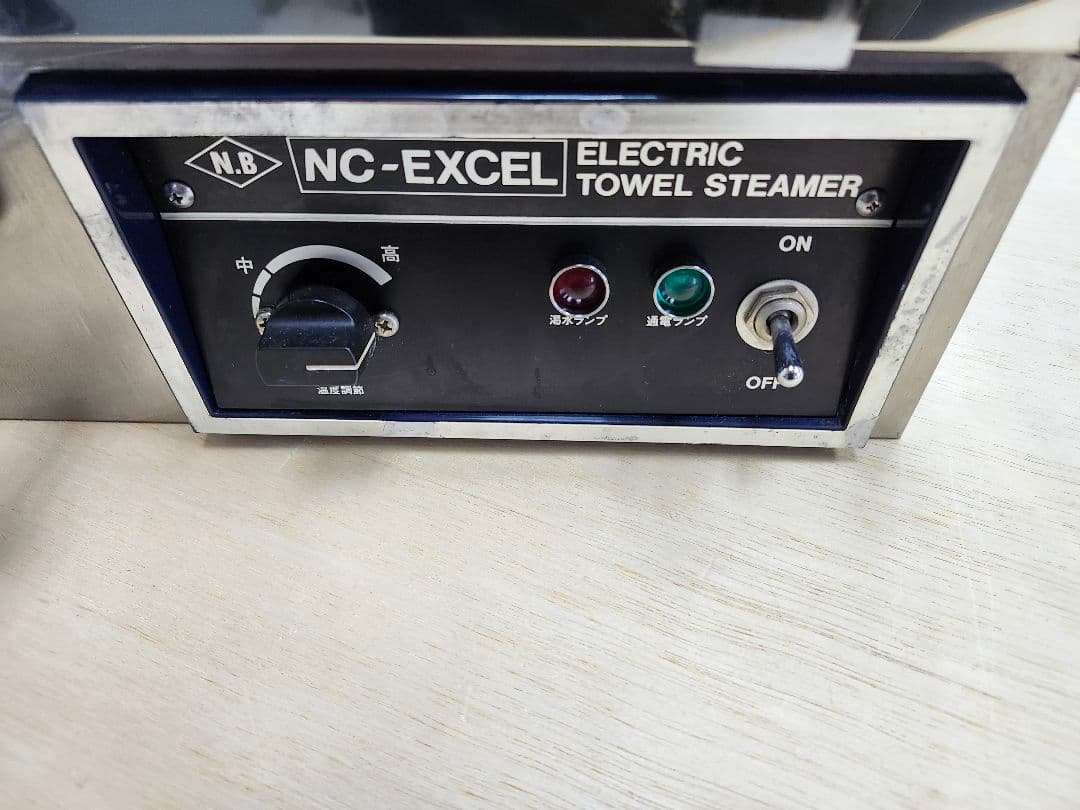 N.B
NC-EXCEL
ELECTRIC
TOWEL STEAMER
ON
中
高
渇水ランプ
通電ランプ
OFF
温度調節